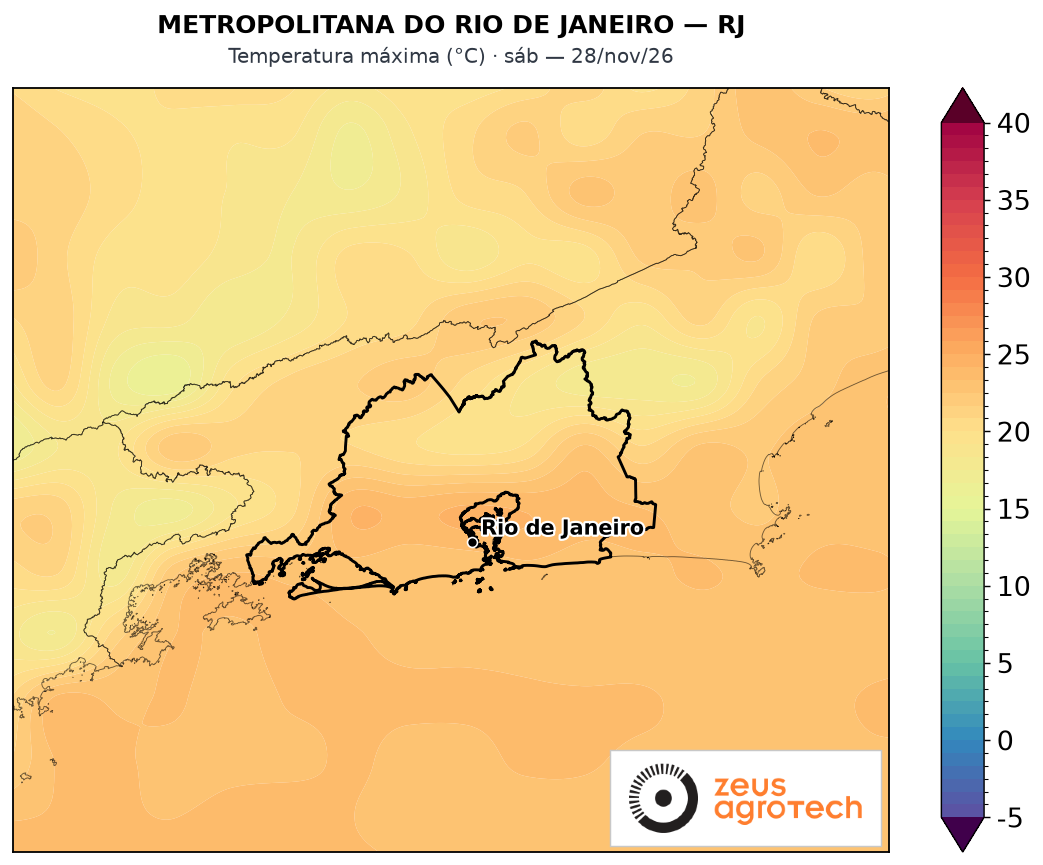 METROPOLITANA DO RIO DE JANEIRO — RJ
Temperatura máxima (°C) · sáb — 28/nov/26
40
35
30
25
20
15
10
5
0
-5
Rio de Janeiro
zeus
agrotech